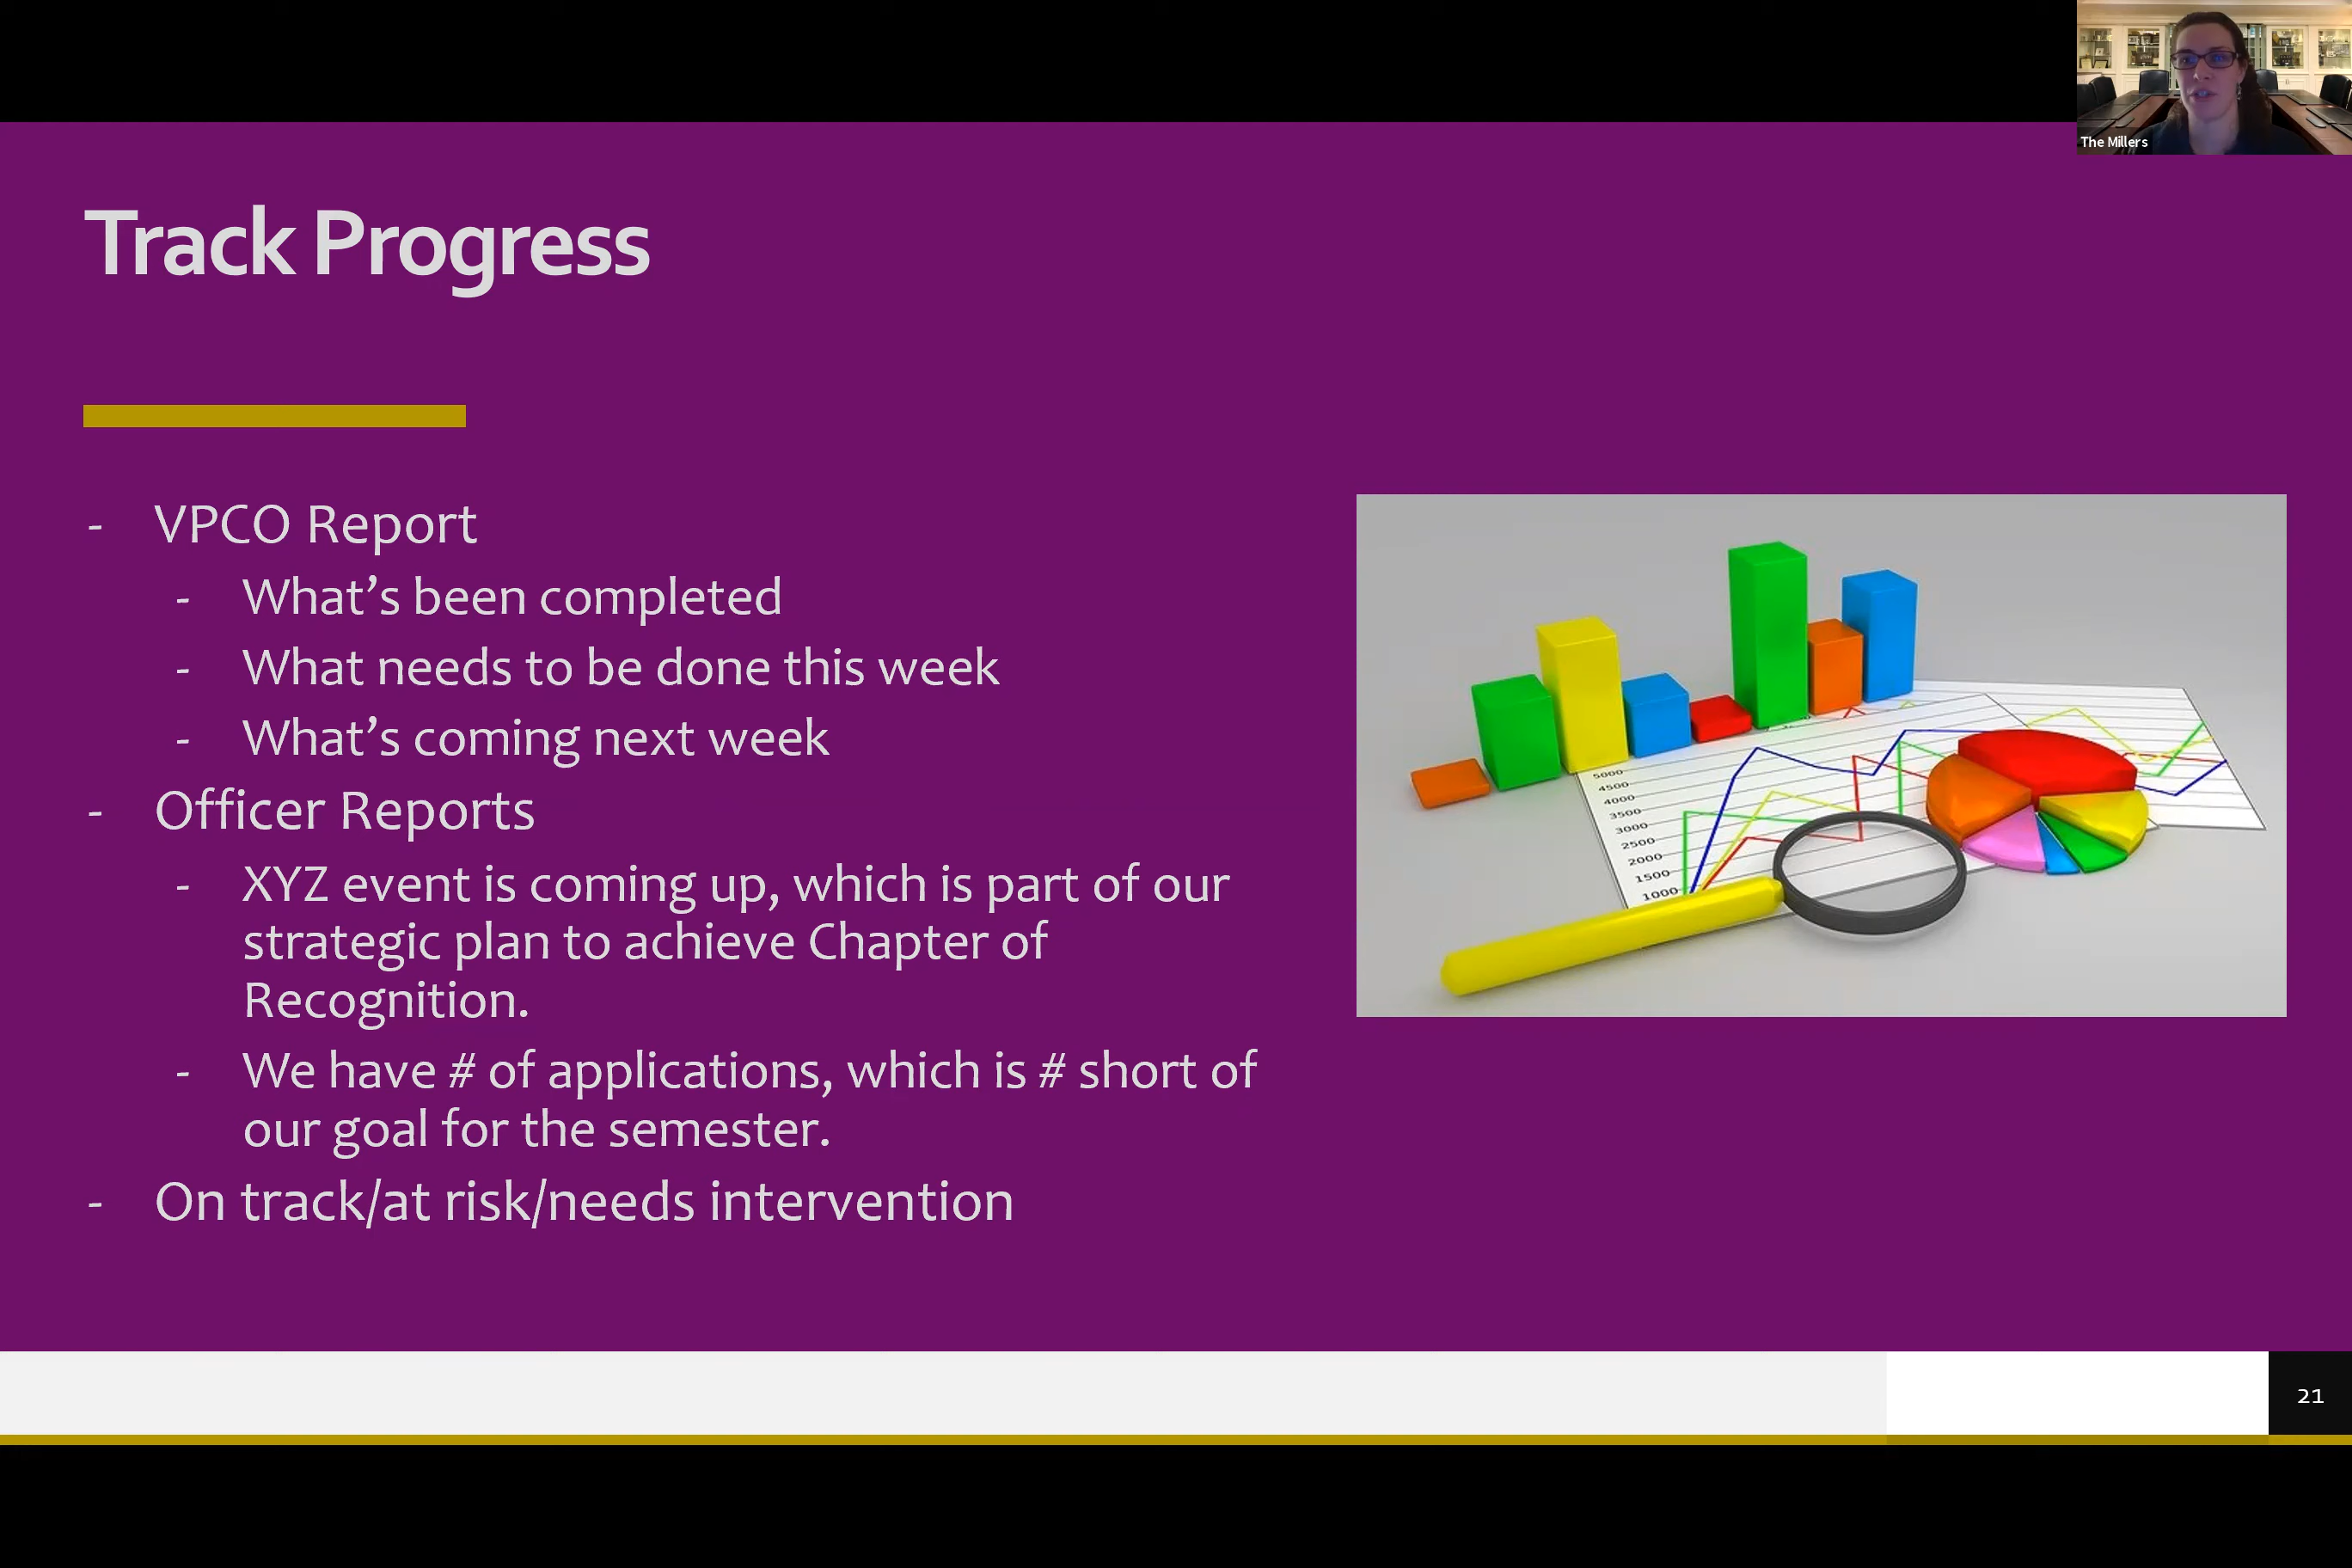 The Millers
Track Progress
- VPCO Report
- What’s been completed
- What needs to be done this week
- What’s coming next week
- Officer Reports
- XYZ event is coming up, which is part of our
strategic plan to achieve Chapter of
Recognition.
- We have # of applications, which is # short of
our goal for the semester.
- On track/at risk/needs intervention
5000
4500
4000
3500
3000
2500
2000
1500
1000
21